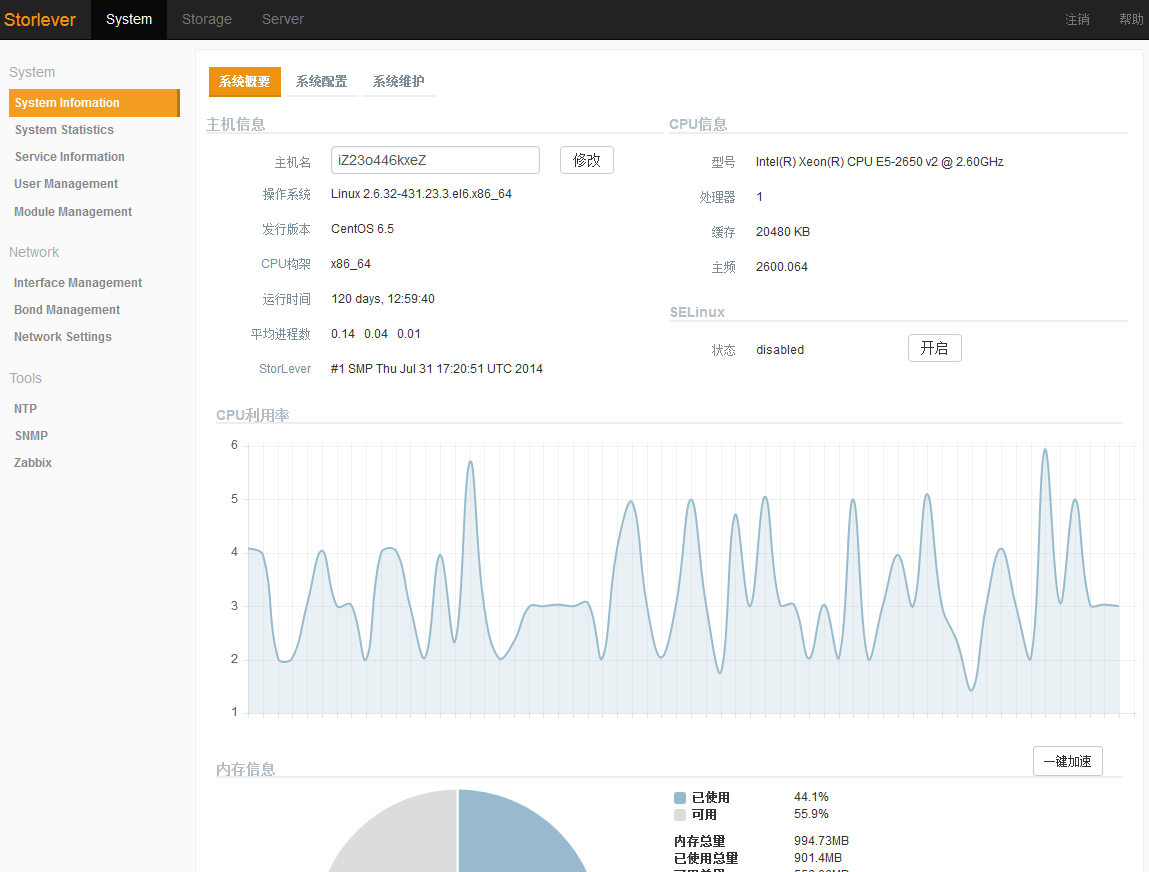 Storlever System Storage Server 注销 帮助
System
System Infomation
System Statistics
Service Information
User Management
Module Management
Network
Interface Management
Bond Management
Network Settings
Tools
NTP
SNMP
Zabbix
系统概要 系统配置 系统维护
主机信息
主机名 iZ23o446kxeZ 修改
操作系统 Linux 2.6.32-431.23.3.el6.x86_64
发行版本 CentOS 6.5
CPU构架 x86_64
运行时间 120 days, 12:59:40
平均进程数 0.14 0.04 0.01
StorLever #1 SMP Thu Jul 31 17:20:51 UTC 2014
CPU信息
型号 Intel(R) Xeon(R) CPU E5-2650 v2 @ 2.60GHz
处理器 1
缓存 20480 KB
主频 2600.064
SELinux
状态 disabled 开启
CPU利用率
6
5
4
3
2
1
内存信息 一键加速
已使用 44.1%
可用 55.9%
内存总量 994.73MB
已使用总量 901.4MB